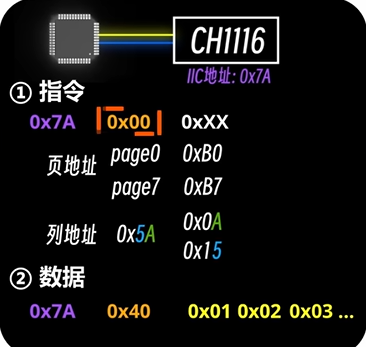 CH1116
IIC地址: 0x7A
① 指令
0x7A 0x00 0xXX
页地址 page0 0xB0
page7 0xB7
列地址 0x5A 0x0A
0x15
② 数据
0x7A 0x40 0x01 0x02 0x03 ...